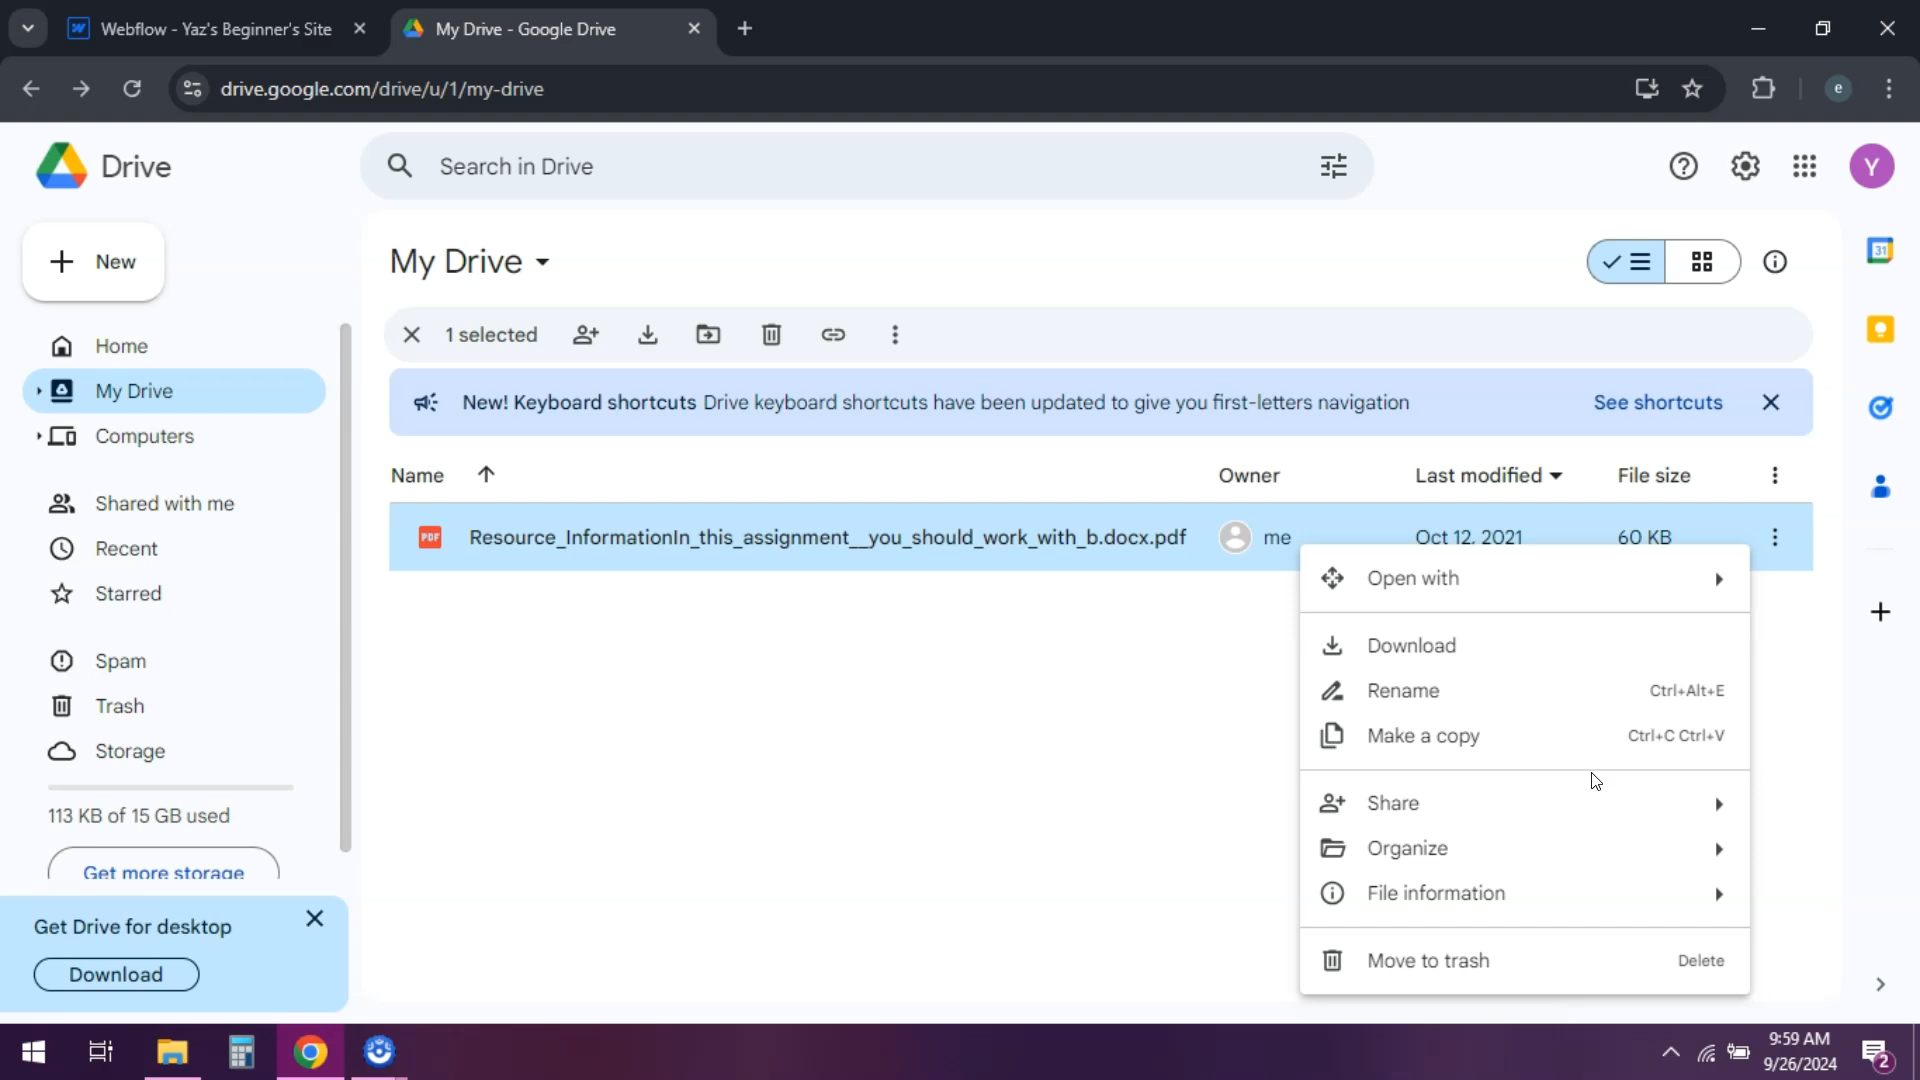 Webflow - Yaz's Beginner's Site
My Drive - Google Drive
drive.google.com/drive/u/1/my-drive
e
Drive
Search in Drive
Y
New
My Drive
31
1 selected
Home
My Drive
Computers
New! Keyboard shortcuts Drive keyboard shortcuts have been updated to give you first-letters navigation
See shortcuts
Name
Owner
Last modified
File size
Shared with me
PDF
Resource_InformationIn_this_assignment__you_should_work_with_b.docx.pdf
me
Oct 12, 2021
60 KB
Recent
Starred
Open with
Spam
Download
Trash
Rename
Ctrl+Alt+E
Storage
Make a copy
Ctrl+C Ctrl+V
113 KB of 15 GB used
Share
Get more storage
Organize
File information
Get Drive for desktop
Download
Move to trash
Delete
9:59 AM
9/26/2024
2